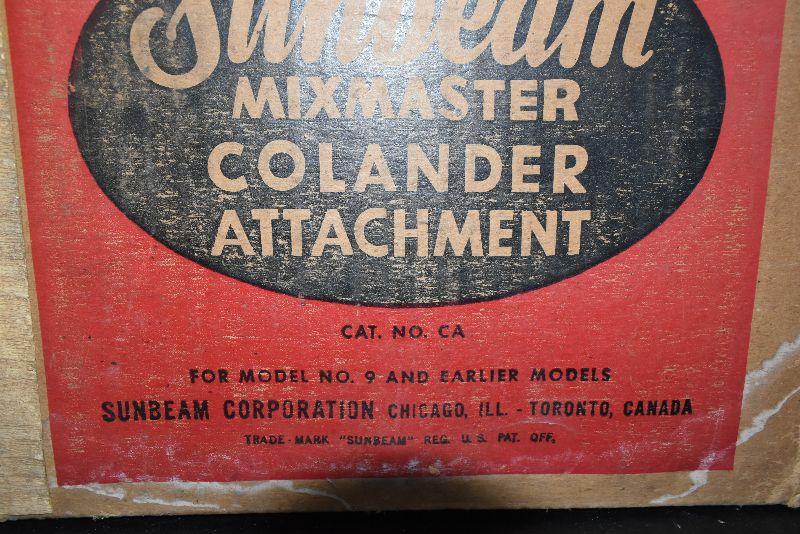 Sunbeam
MIXMASTER
COLANDER
ATTACHMENT
CAT. NO. CA
FOR MODEL NO. 9 AND EARLIER MODELS
SUNBEAM CORPORATION CHICAGO, ILL. - TORONTO, CANADA
TRADE-MARK "SUNBEAM" REG. U. S. PAT. OFF.